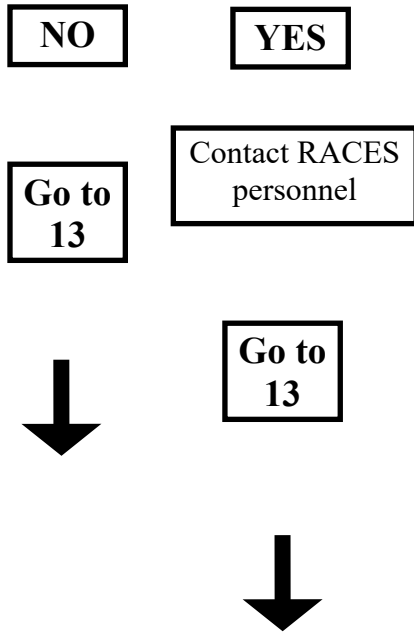 NO
YES
Contact RACES
personnel
Go to
13
Go to
13